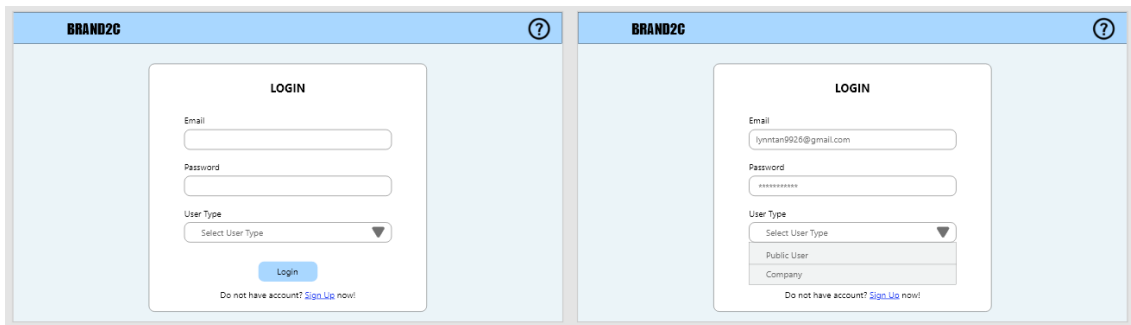 BRAND2C
?
LOGIN
Email
Password
User Type
Select User Type
Login
Do not have account? Sign Up now!
BRAND2C
?
LOGIN
Email
lynntan9926@gmail.com
Password
***********
User Type
Select User Type
Public User
Company
Do not have account? Sign Up now!